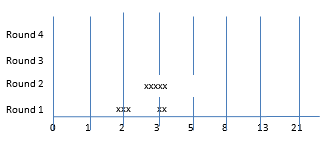 Round 4
Round 3
Round 2 xxxxx
Round 1 xxx xx
0 1 2 3 5 8 13 21